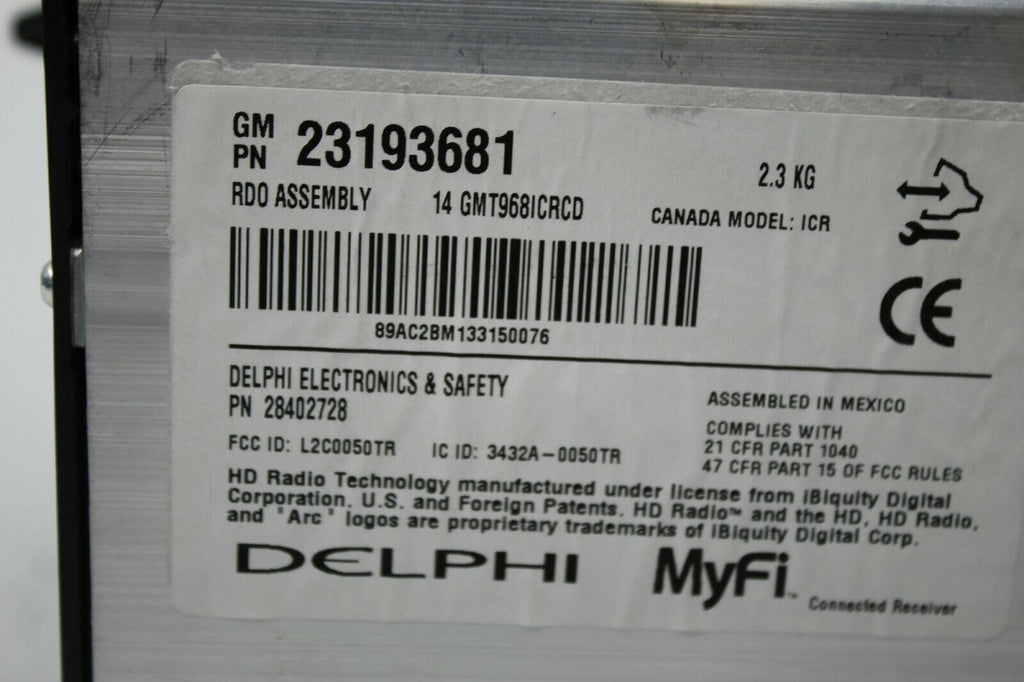 GM PN 23193681
2.3 KG
RDO ASSEMBLY 14 GMT968ICRCD
CANADA MODEL: ICR
89AC2BM133150076
CE
DELPHI ELECTRONICS & SAFETY
PN 28402728
FCC ID: L2C0050TR IC ID: 3432A-0050TR
ASSEMBLED IN MEXICO
COMPLIES WITH
21 CFR PART 1040
47 CFR PART 15 OF FCC RULES
HD Radio Technology manufactured under license from iBiquity Digital
Corporation. U.S. and Foreign Patents. HD Radio™ and the HD, HD Radio,
and "Arc" logos are proprietary trademarks of iBiquity Digital Corp.
DELPHI
MyFi™
Connected Receiver